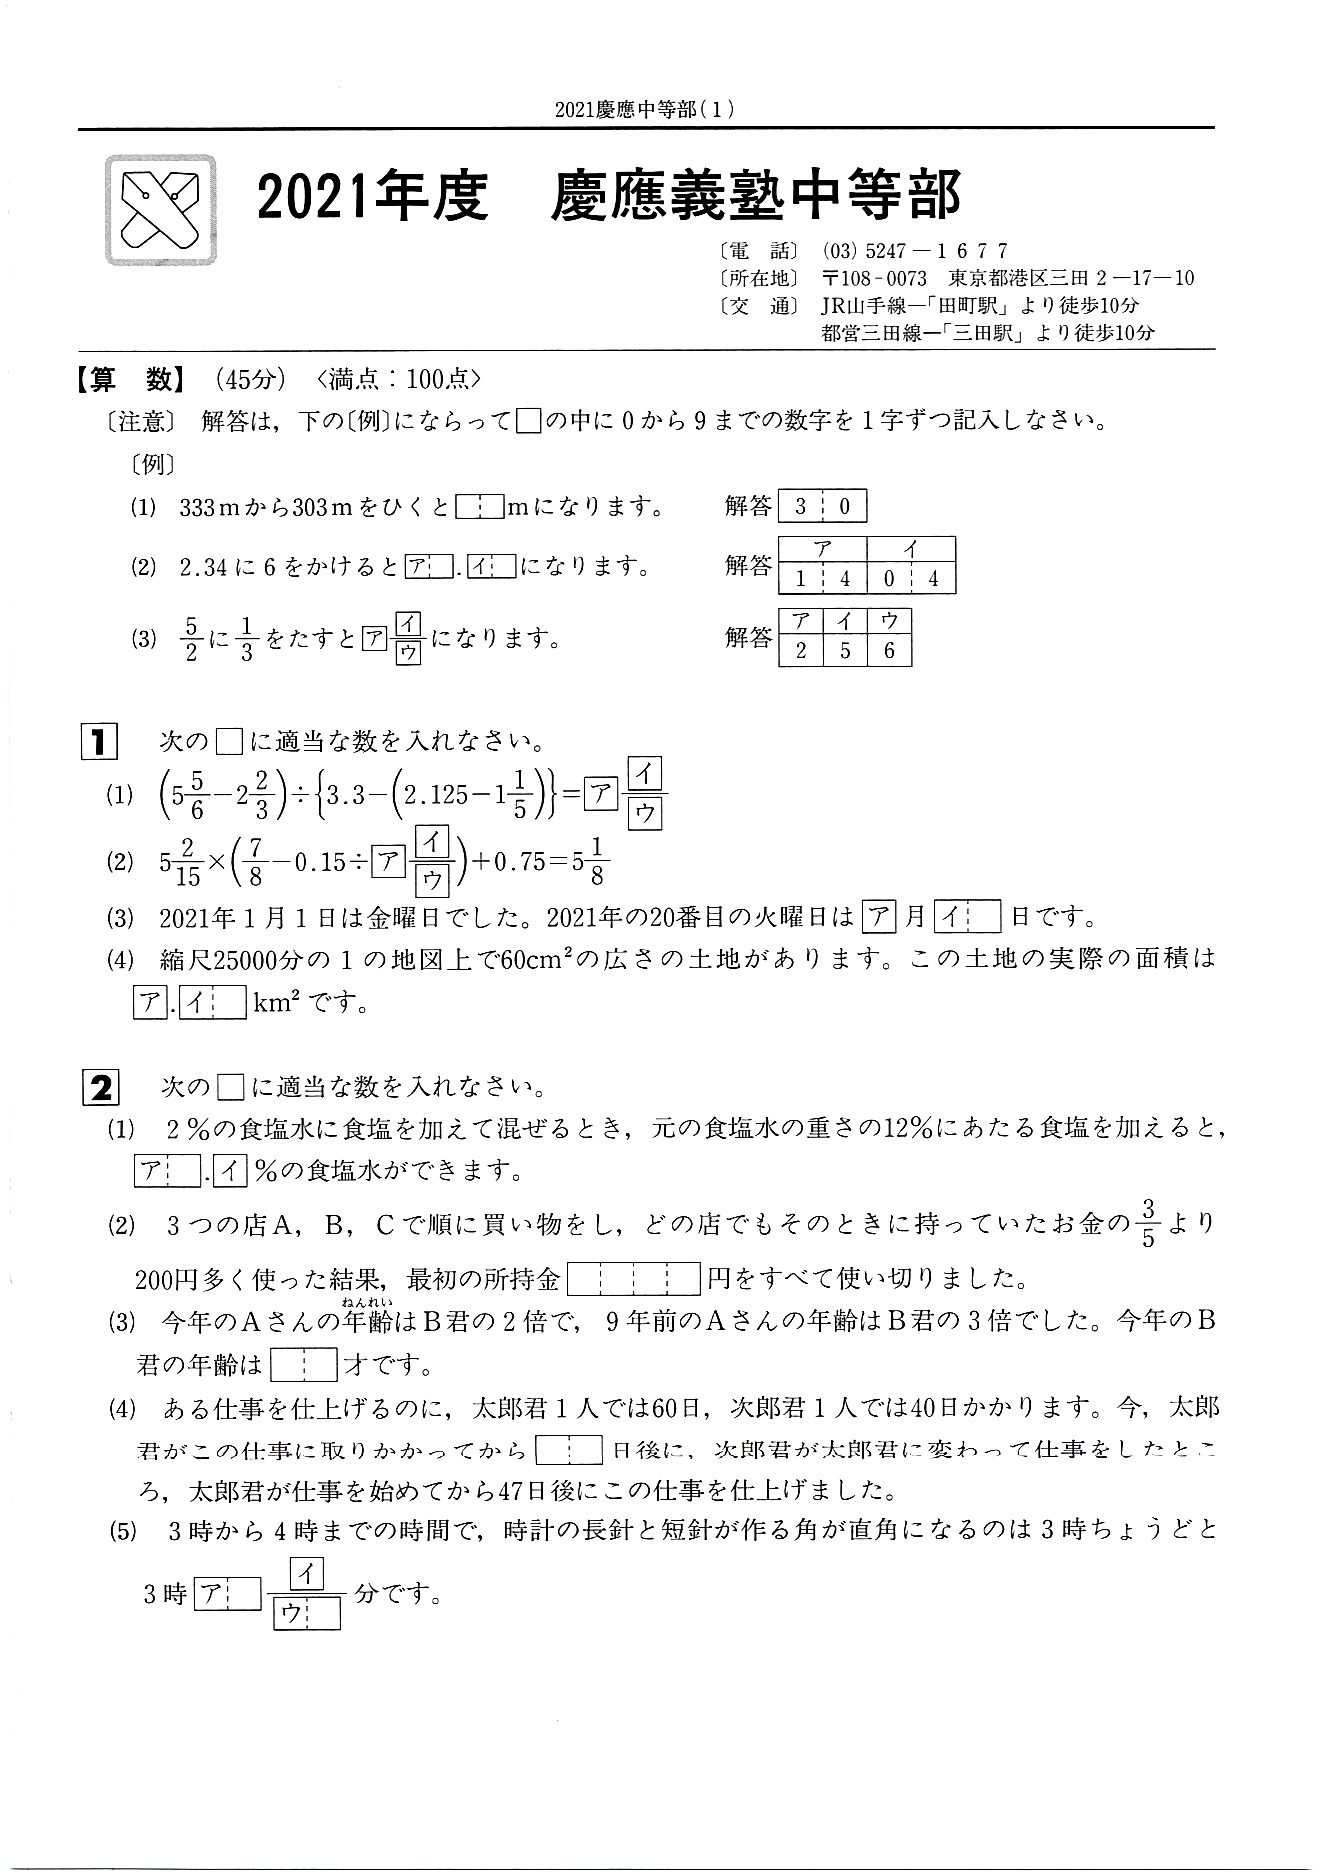 2021慶應中等部(1)
2021年度　慶應義塾中等部
〔電　話〕 (03) 5247－1677
〔所在地〕 〒108-0073　東京都港区三田2－17－10
〔交　通〕 JR山手線―「田町駅」より徒歩10分
都営三田線―「三田駅」より徒歩10分
【算　数】 (45分) 〈満点：100点〉
〔注意〕 解答は，下の〔例〕にならって□の中に0から9までの数字を1字ずつ記入しなさい。
〔例〕
(1) 333mから303mをひくと□mになります。 解答 3 0
(2) 2.34に6をかけるとア.イになります。 解答 ア イ 1 4 0 4
(3) 5/2に1/3をたすとア イ/ウになります。 解答 ア イ ウ 2 5 6
1　次の□に適当な数を入れなさい。
(1) (5 5/6－2 2/3)÷{3.3－(2.125－1 1/5)}＝ア イ/ウ
(2) 5 2/15×(7/8－0.15÷ア イ/ウ)＋0.75＝5 1/8
(3) 2021年1月1日は金曜日でした。2021年の20番目の火曜日はア月イ日です。
(4) 縮尺25000分の1の地図上で60cm²の広さの土地があります。この土地の実際の面積は
ア.イ km²です。
2　次の□に適当な数を入れなさい。
(1) 2％の食塩水に食塩を加えて混ぜるとき，元の食塩水の重さの12％にあたる食塩を加えると，
ア.イ％の食塩水ができます。
(2) 3つの店A，B，Cで順に買い物をし，どの店でもそのときに持っていたお金の3/5より
200円多く使った結果，最初の所持金□円をすべて使い切りました。
ねんれい
(3) 今年のAさんの年齢はB君の2倍で，9年前のAさんの年齢はB君の3倍でした。今年のB
君の年齢は□才です。
(4) ある仕事を仕上げるのに，太郎君1人では60日，次郎君1人では40日かかります。今，太郎
君がこの仕事に取りかかってから□日後に，次郎君が太郎君に変わって仕事をしたとこ
ろ，太郎君が仕事を始めてから47日後にこの仕事を仕上げました。
(5) 3時から4時までの時間で，時計の長針と短針が作る角が直角になるのは3時ちょうどと
3時ア イ/ウ分です。